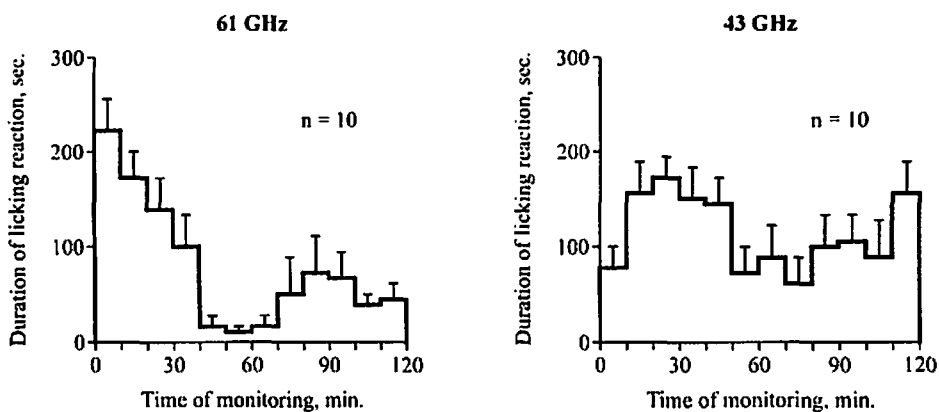 61 GHz
300
200
100
0
Duration of licking reaction, sec.
n = 10
0 30 60 90 120
Time of monitoring, min.
43 GHz
300
200
100
0
Duration of licking reaction, sec.
n = 10
0 30 60 90 120
Time of monitoring, min.